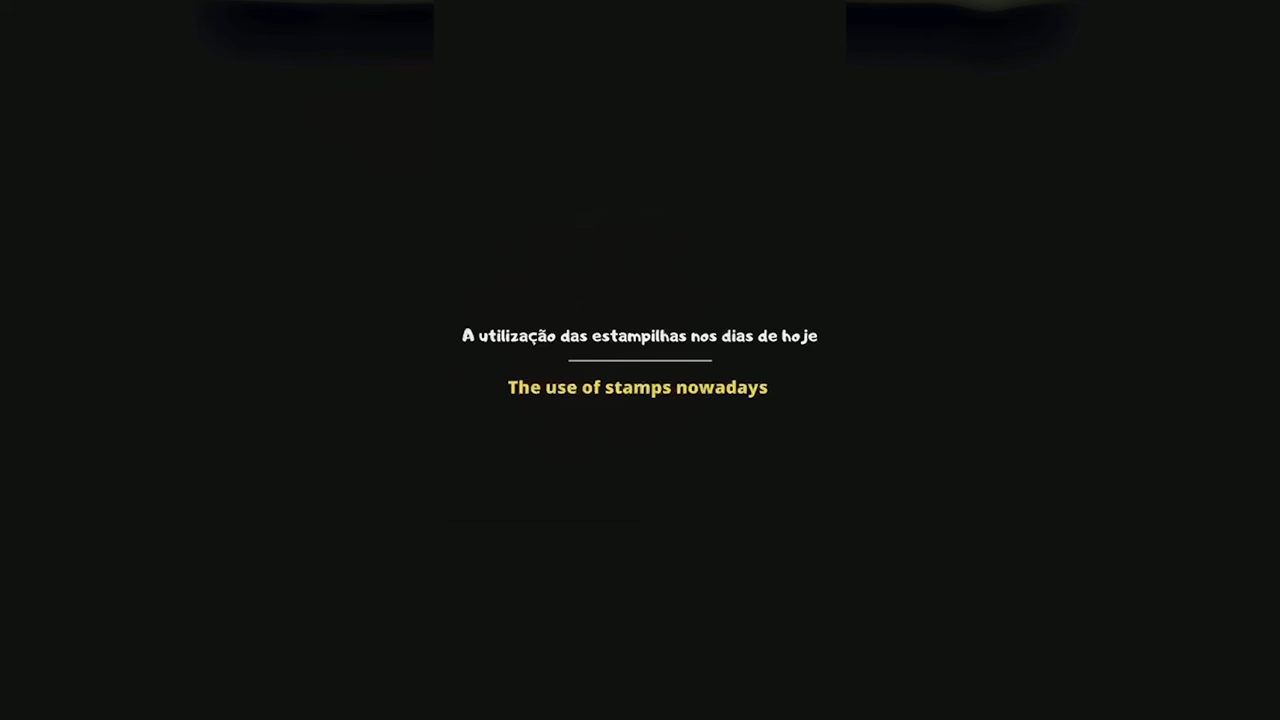 A utilização das estampilhas nos dias de hoje
The use of stamps nowadays